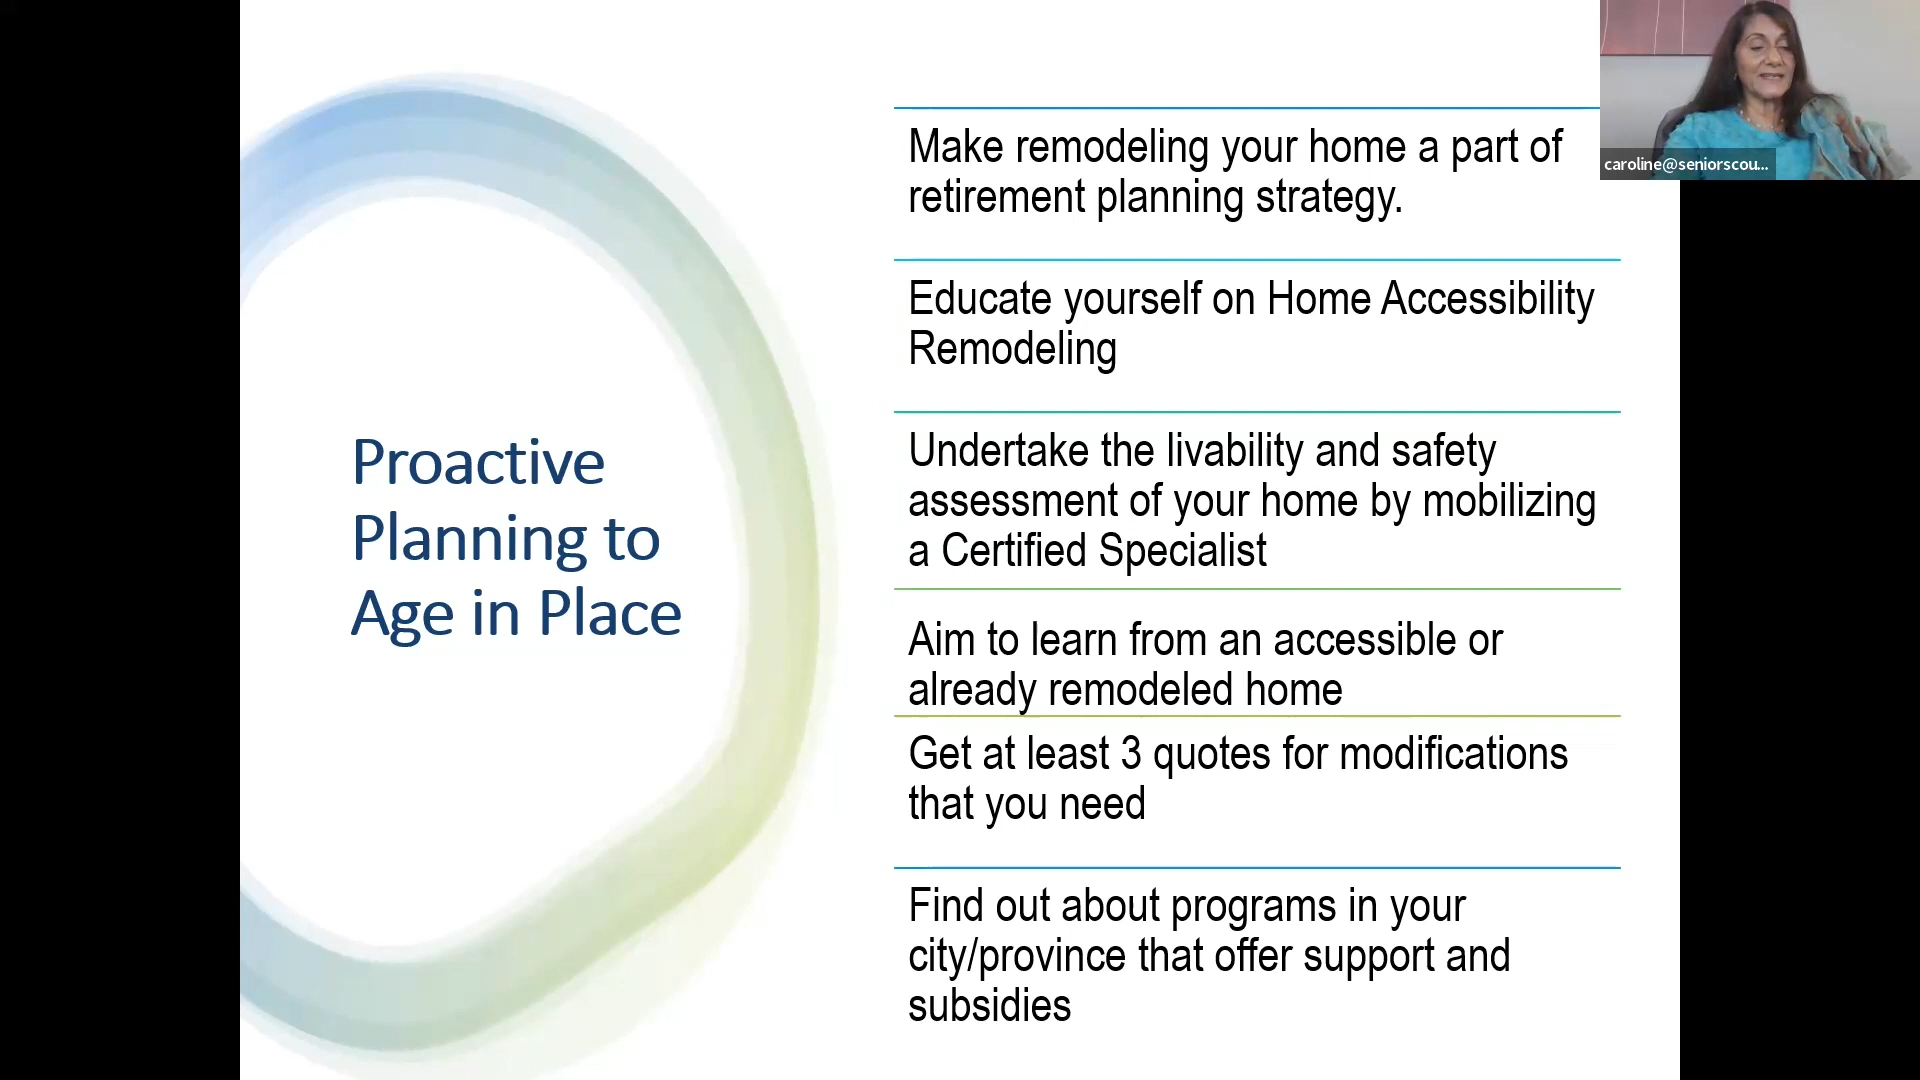 Proactive
Planning to
Age in Place
Make remodeling your home a part of
retirement planning strategy.
Educate yourself on Home Accessibility
Remodeling
Undertake the livability and safety
assessment of your home by mobilizing
a Certified Specialist
Aim to learn from an accessible or
already remodeled home
Get at least 3 quotes for modifications
that you need
Find out about programs in your
city/province that offer support and
subsidies
caroline@seniorscou...